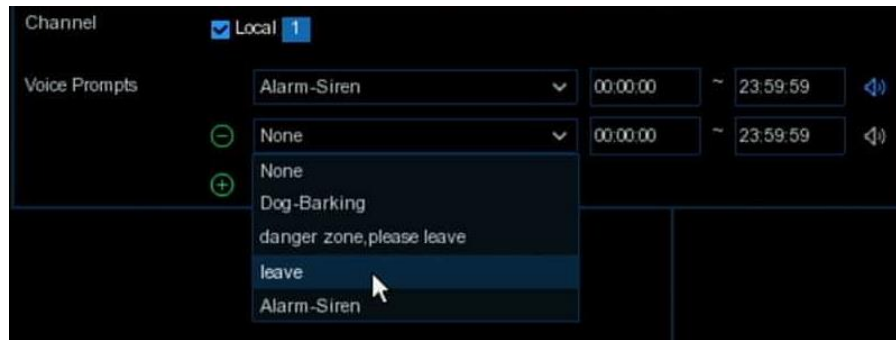 Channel Local 1
Voice Prompts Alarm-Siren 00:00:00 ~ 23:59:59
None 00:00:00 ~ 23:59:59
None
Dog-Barking
danger zone,please leave
leave
Alarm-Siren